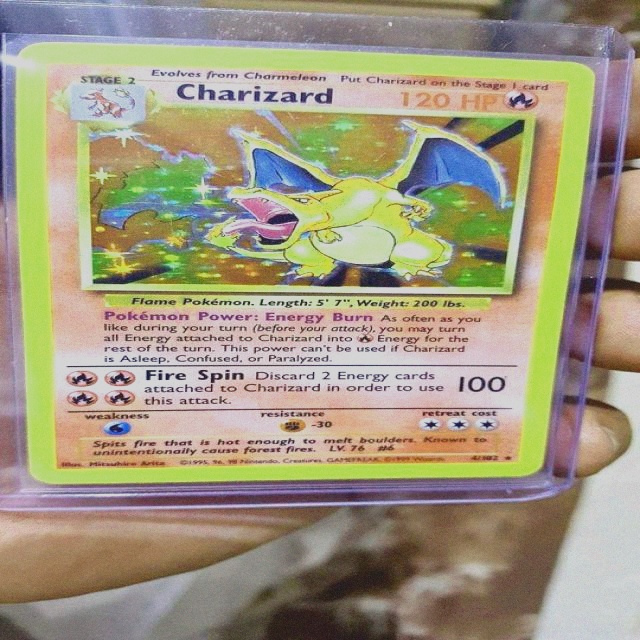 Evolves from Charmeleon Put Charizard on the Stage 1 card
STAGE 2
Charizard 120 HP
Flame Pokémon. Length: 5' 7", Weight: 200 lbs.
Pokémon Power: Energy Burn As often as you
like during your turn (before your attack), you may turn
all Energy attached to Charizard into Energy for the
rest of the turn. This power can't be used if Charizard
is Asleep, Confused, or Paralyzed.
Fire Spin Discard 2 Energy cards
attached to Charizard in order to use 100
this attack.
weakness resistance retreat cost
-30
Spits fire that is hot enough to melt boulders. Known to
unintentionally cause forest fires. LV. 76 #6
Illus. Mitsuhiro Arita ©1995, 96, 98 Nintendo, Creatures, GAMEFREAK. ©1999 Wizards. 4/102